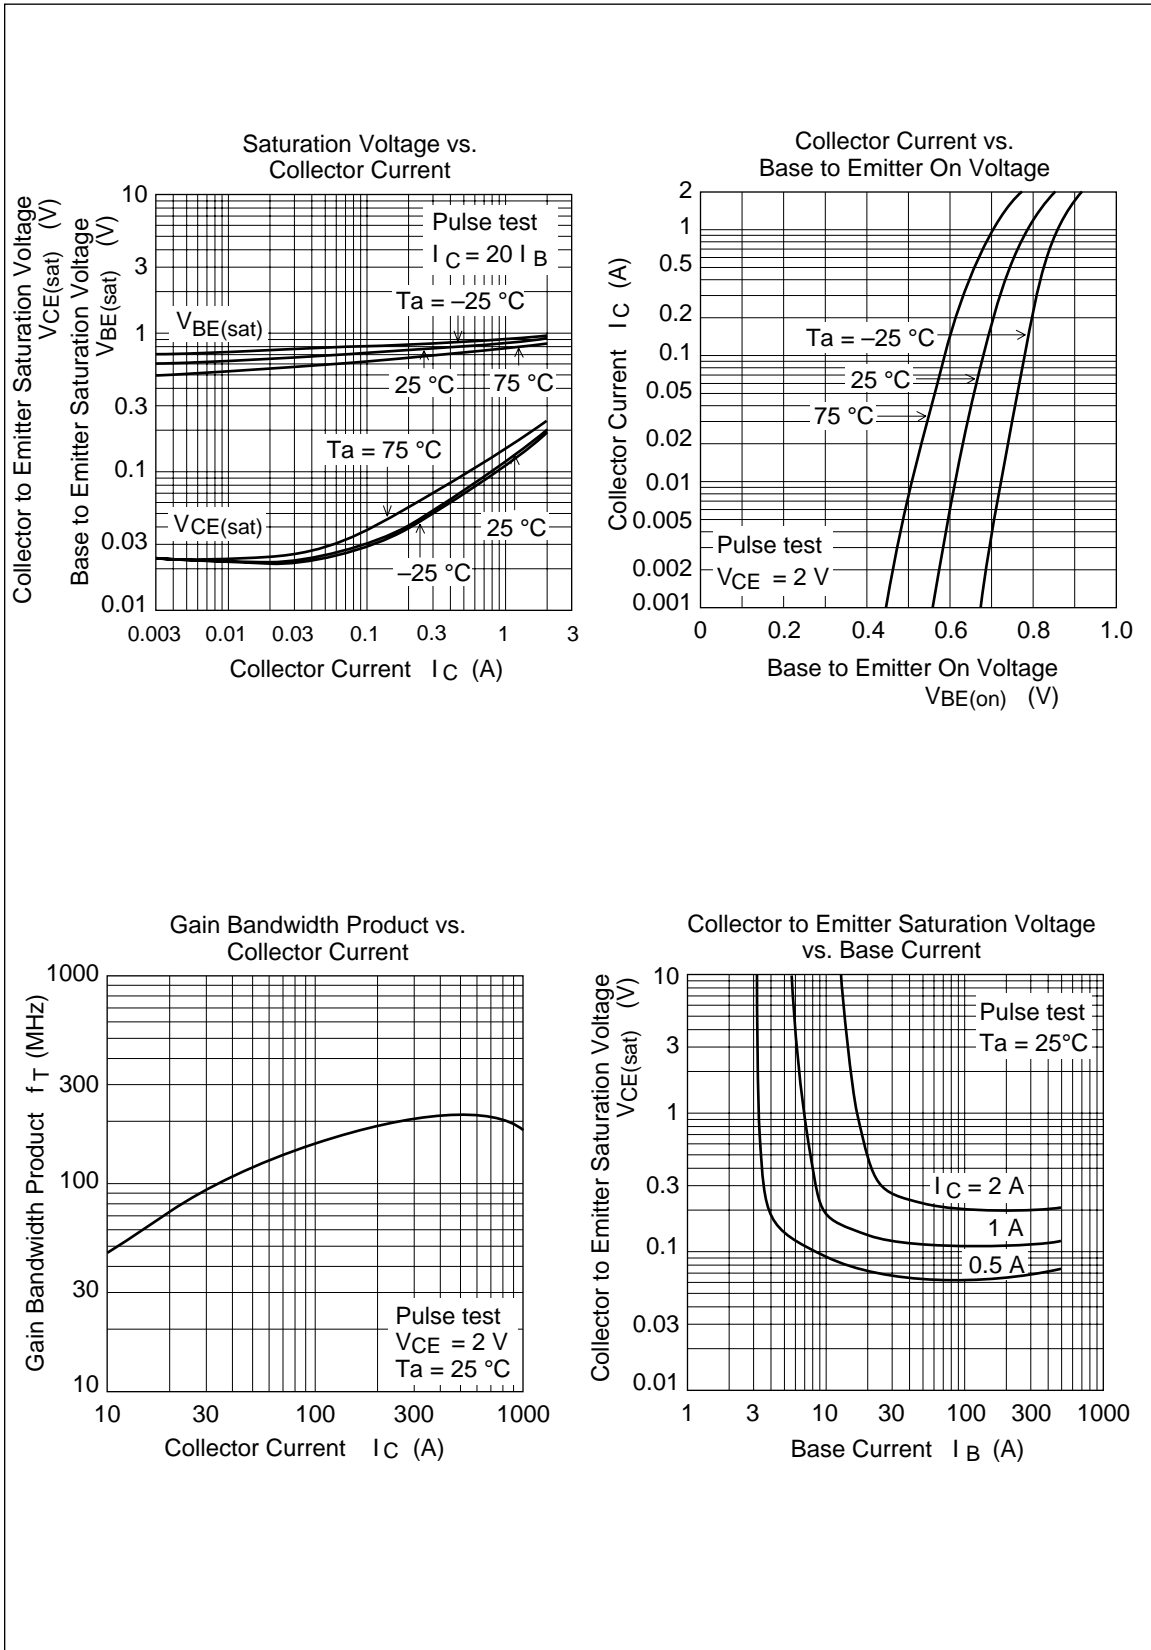 Saturation Voltage vs.
Collector Current
Collector to Emitter Saturation Voltage
VCE(sat) (V)
Base to Emitter Saturation Voltage
VBE(sat) (V)
10
3
1
0.3
0.1
0.03
0.01
Pulse test
I C = 20 I B
Ta = –25 °C
VBE(sat)
25 °C
75 °C
Ta = 75 °C
VCE(sat)
25 °C
–25 °C
0.003 0.01 0.03 0.1 0.3 1 3
Collector Current I C (A)
Collector Current vs.
Base to Emitter On Voltage
Collector Current I C (A)
2
1
0.5
0.2
0.1
0.05
0.02
0.01
0.005
0.002
0.001
Ta = –25 °C
25 °C
75 °C
Pulse test
VCE = 2 V
0 0.2 0.4 0.6 0.8 1.0
Base to Emitter On Voltage
VBE(on) (V)
Gain Bandwidth Product vs.
Collector Current
Gain Bandwidth Product f T (MHz)
1000
300
100
30
10
Pulse test
VCE = 2 V
Ta = 25 °C
10 30 100 300 1000
Collector Current I C (A)
Collector to Emitter Saturation Voltage
vs. Base Current
Collector to Emitter Saturation Voltage
VCE(sat) (V)
10
3
1
0.3
0.1
0.03
0.01
Pulse test
Ta = 25°C
I C = 2 A
1 A
0.5 A
1 3 10 30 100 300 1000
Base Current I B (A)